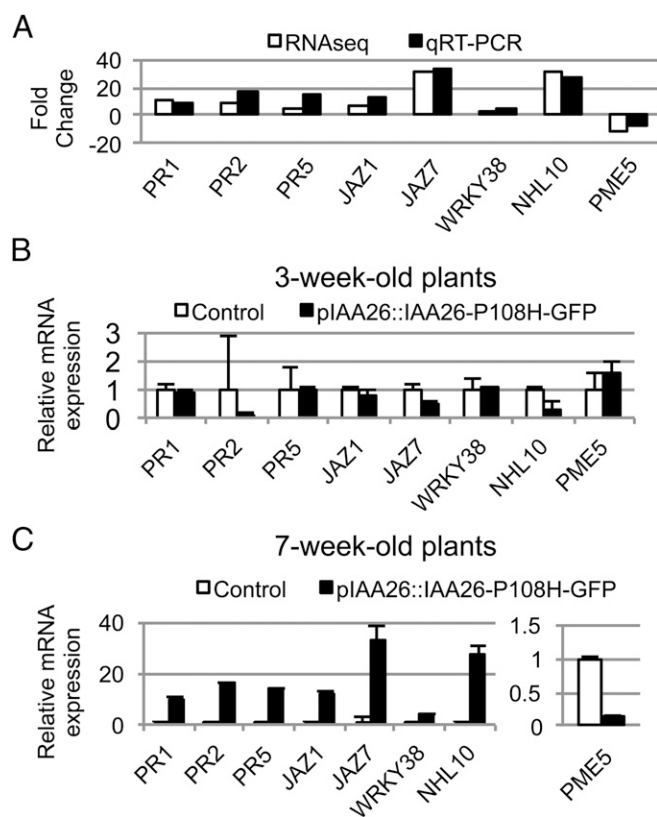 A
RNAseq qRT-PCR
Fold Change
40
20
0
-20
PR1 PR2 PR5 JAZ1 JAZ7 WRKY38 NHL10 PME5
B
3-week-old plants
Control pIAA26::IAA26-P108H-GFP
Relative mRNA expression
3
2
1
0
PR1 PR2 PR5 JAZ1 JAZ7 WRKY38 NHL10 PME5
C
7-week-old plants
Control pIAA26::IAA26-P108H-GFP
Relative mRNA expression
40
20
0
PR1 PR2 PR5 JAZ1 JAZ7 WRKY38 NHL10
1.5
1
0.5
0
PME5